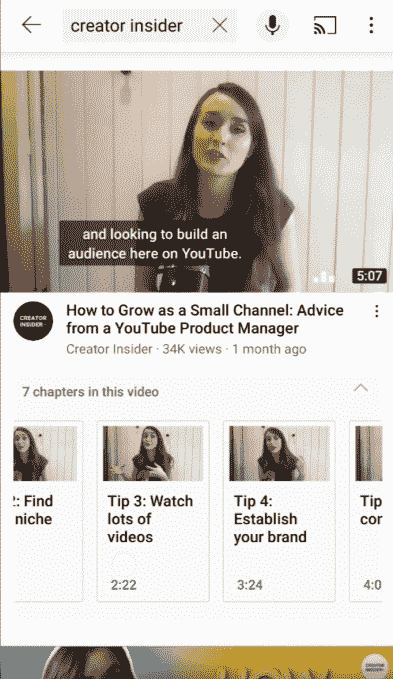 creator insider
and looking to build an
audience here on YouTube.
5:07
CREATOR
INSIDER
How to Grow as a Small Channel: Advice
from a YouTube Product Manager
Creator Insider · 34K views · 1 month ago
7 chapters in this video
2: Find
niche
Tip 3: Watch
lots of
videos
2:22
Tip 4:
Establish
your brand
3:24
Tip
4:0
CREATOR
INSIDER